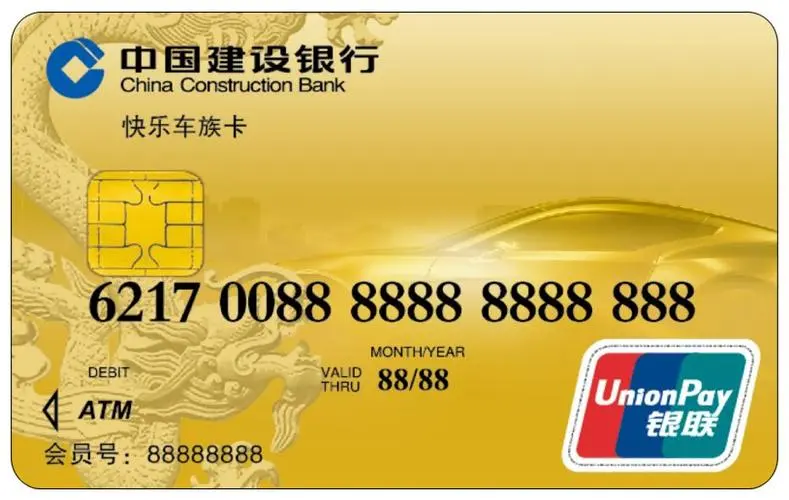 中国建设银行
China Construction Bank
快乐车族卡
6217 0088 8888 8888 888
MONTH/YEAR
DEBIT
VALID THRU 88/88
ATM
会员号：88888888
UnionPay
银联